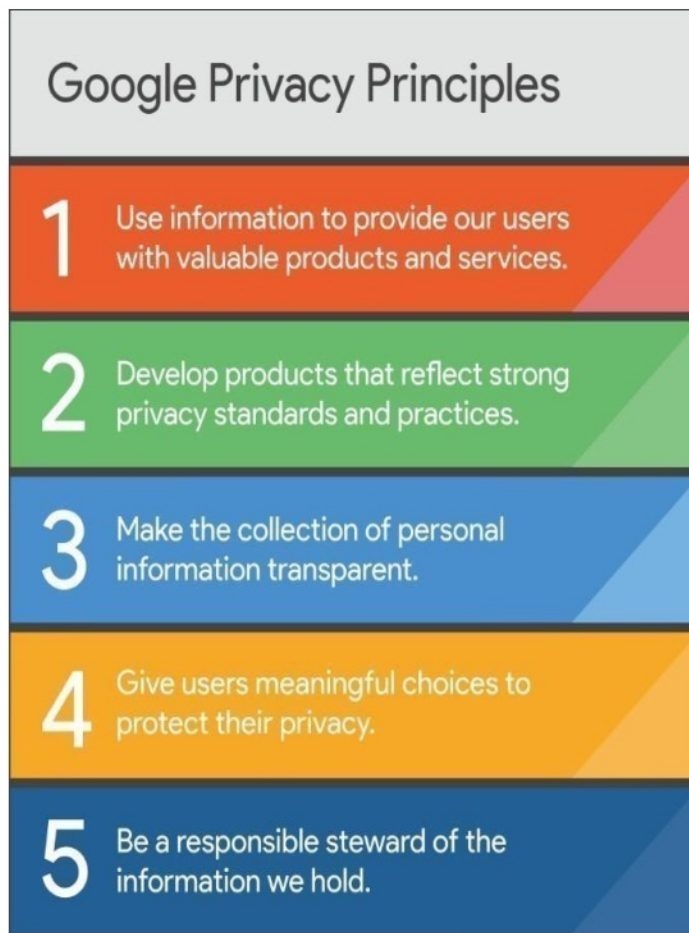 Google Privacy Principles
1
Use information to provide our users
with valuable products and services.
2
Develop products that reflect strong
privacy standards and practices.
3
Make the collection of personal
information transparent.
4
Give users meaningful choices to
protect their privacy.
5
Be a responsible steward of the
information we hold.